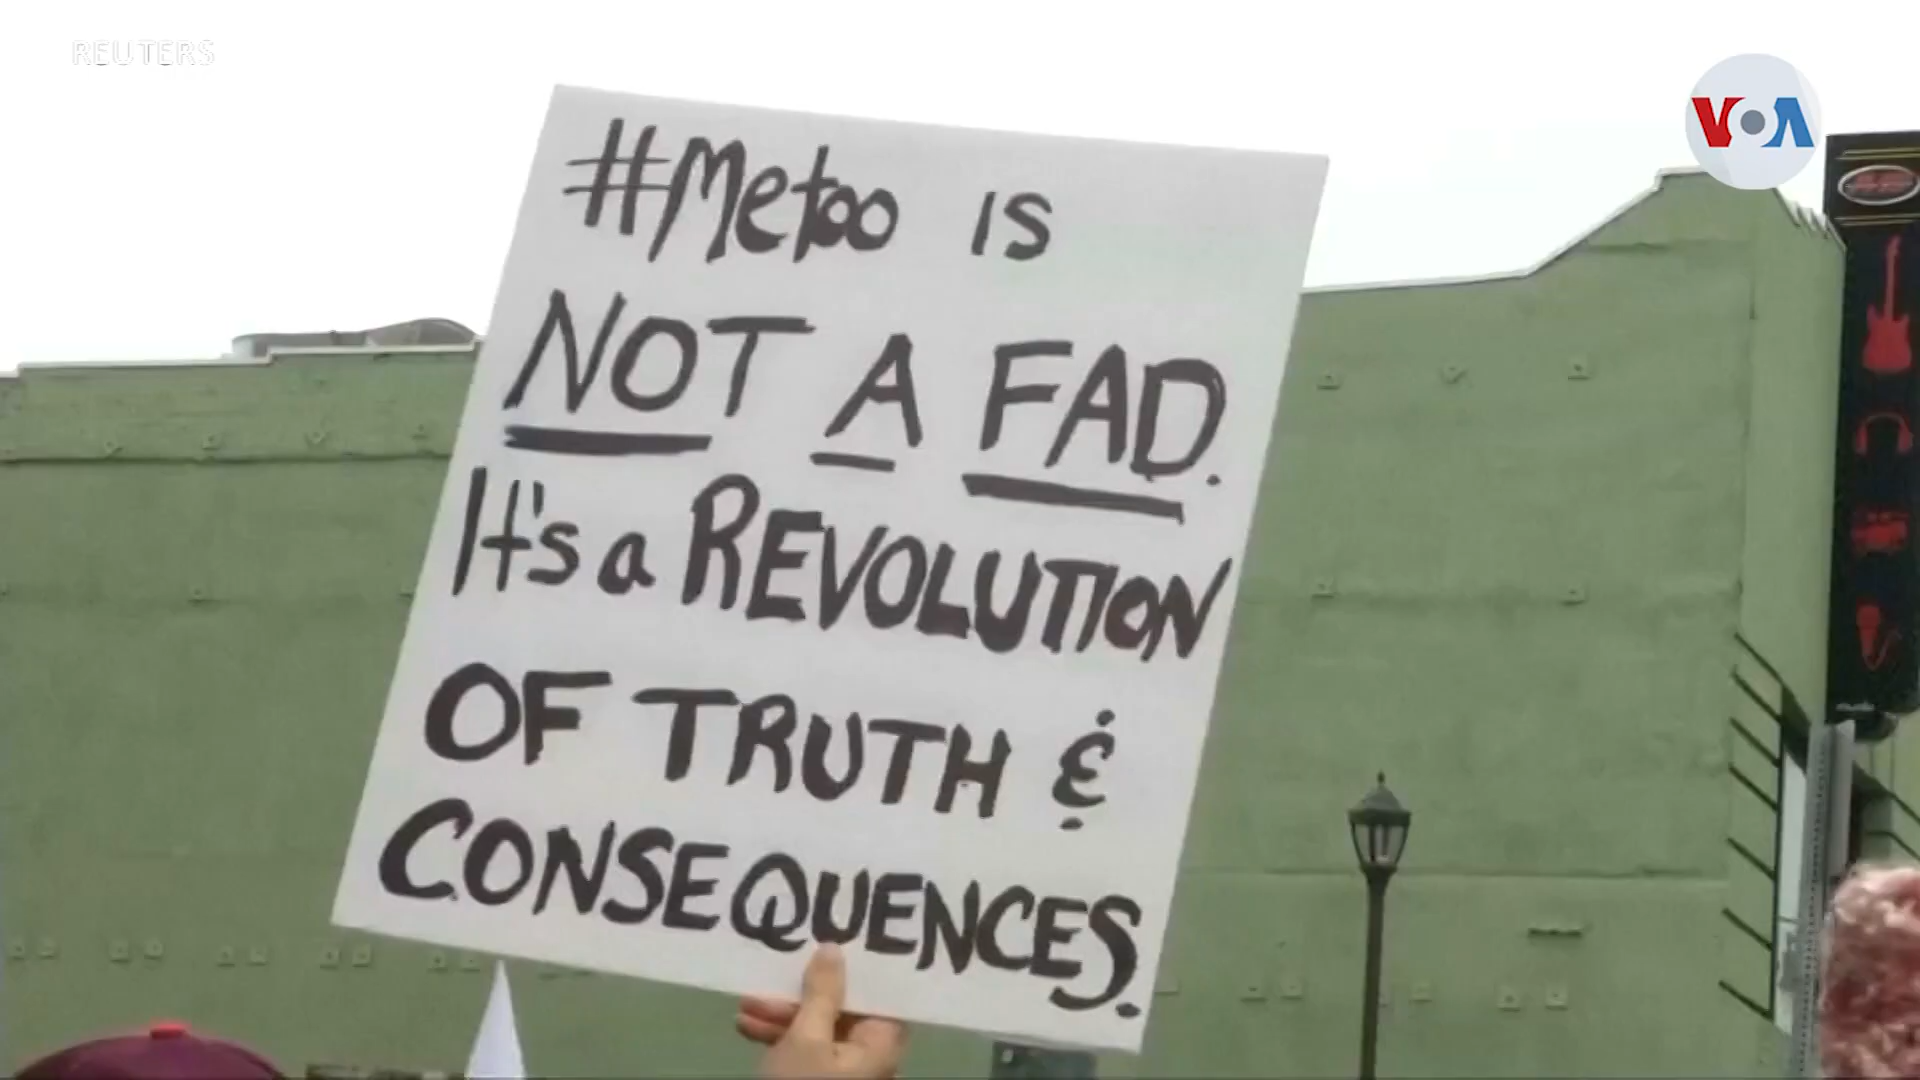 REUTERS
VOA
#Metoo is
NOT A FAD.
It's a REVOLUTION
OF TRUTH &
CONSEQUENCES.